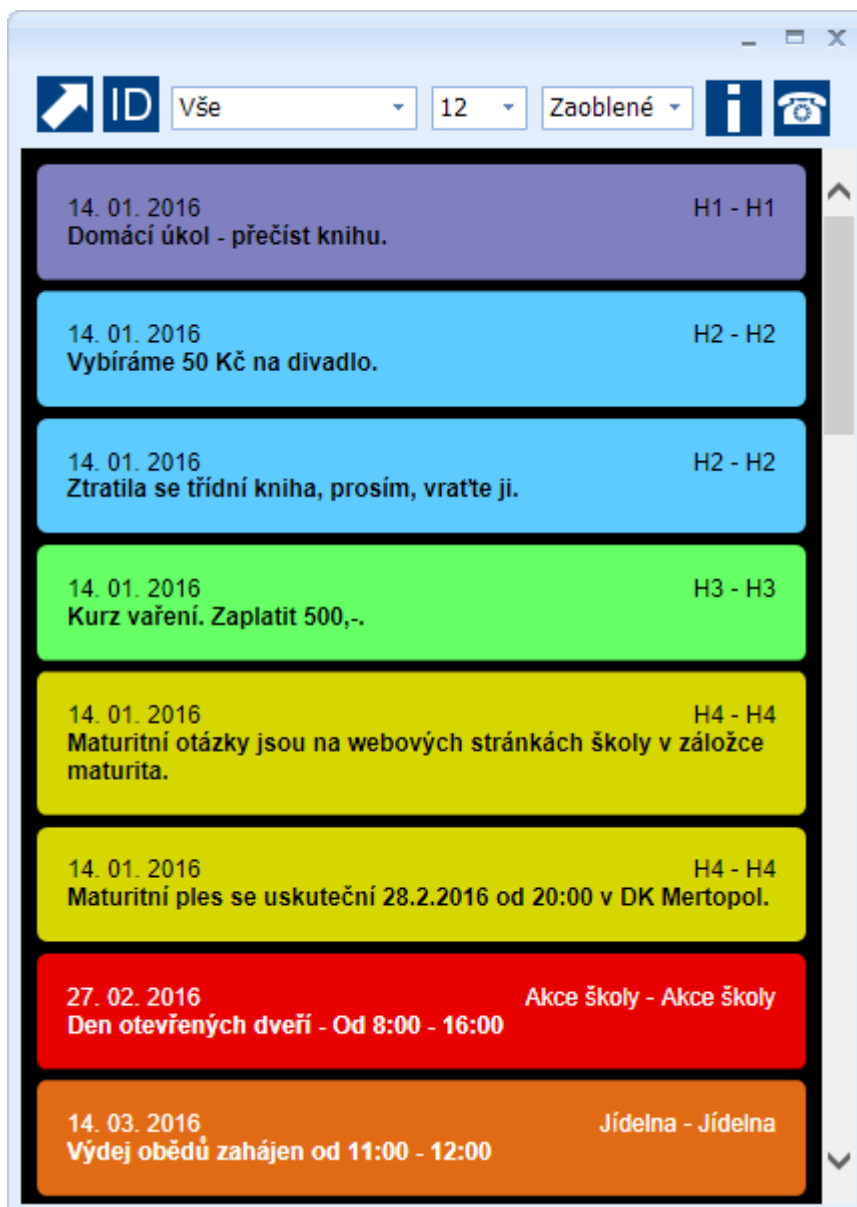 ID Vše 12 Zaoblené i
14. 01. 2016 H1 - H1
Domácí úkol - přečíst knihu.
14. 01. 2016 H2 - H2
Vybíráme 50 Kč na divadlo.
14. 01. 2016 H2 - H2
Ztratila se třídní kniha, prosím, vraťte ji.
14. 01. 2016 H3 - H3
Kurz vaření. Zaplatit 500,-.
14. 01. 2016 H4 - H4
Maturitní otázky jsou na webových stránkách školy v záložce
maturita.
14. 01. 2016 H4 - H4
Maturitní ples se uskuteční 28.2.2016 od 20:00 v DK Mertopol.
27. 02. 2016 Akce školy - Akce školy
Den otevřených dveří - Od 8:00 - 16:00
14. 03. 2016 Jídelna - Jídelna
Výdej obědů zahájen od 11:00 - 12:00